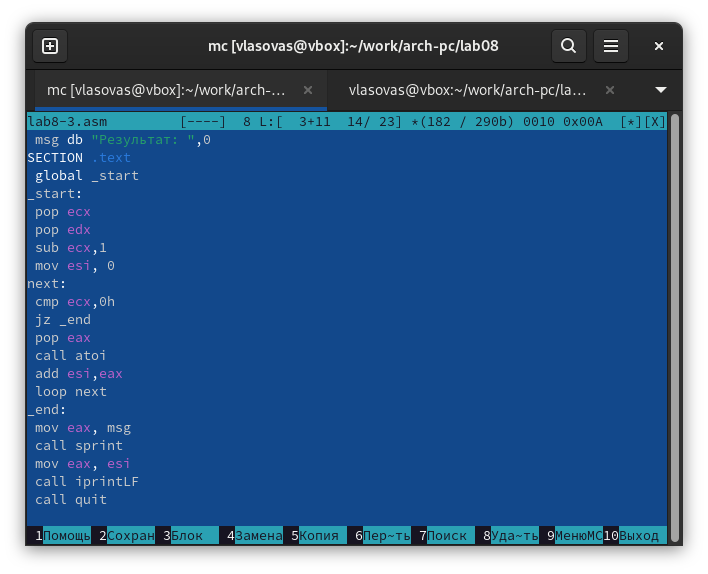 mc [vlasovas@vbox]:~/work/arch-pc/lab08
mc [vlasovas@vbox]:~/work/arch-... vlasovas@vbox:~/work/arch-pc/la...
lab8-3.asm [----] 8 L:[ 3+11 14/ 23] *(182 / 290b) 0010 0x00A [*][X]
msg db "Результат: ",0
SECTION .text
global _start
_start:
pop ecx
pop edx
sub ecx,1
mov esi, 0
next:
cmp ecx,0h
jz _end
pop eax
call atoi
add esi,eax
loop next
_end:
mov eax, msg
call sprint
mov eax, esi
call iprintLF
call quit
1Помощь 2Сохран 3Блок 4Замена 5Копия 6Пер~ть 7Поиск 8Уда~ть 9МенюМС 10Выход